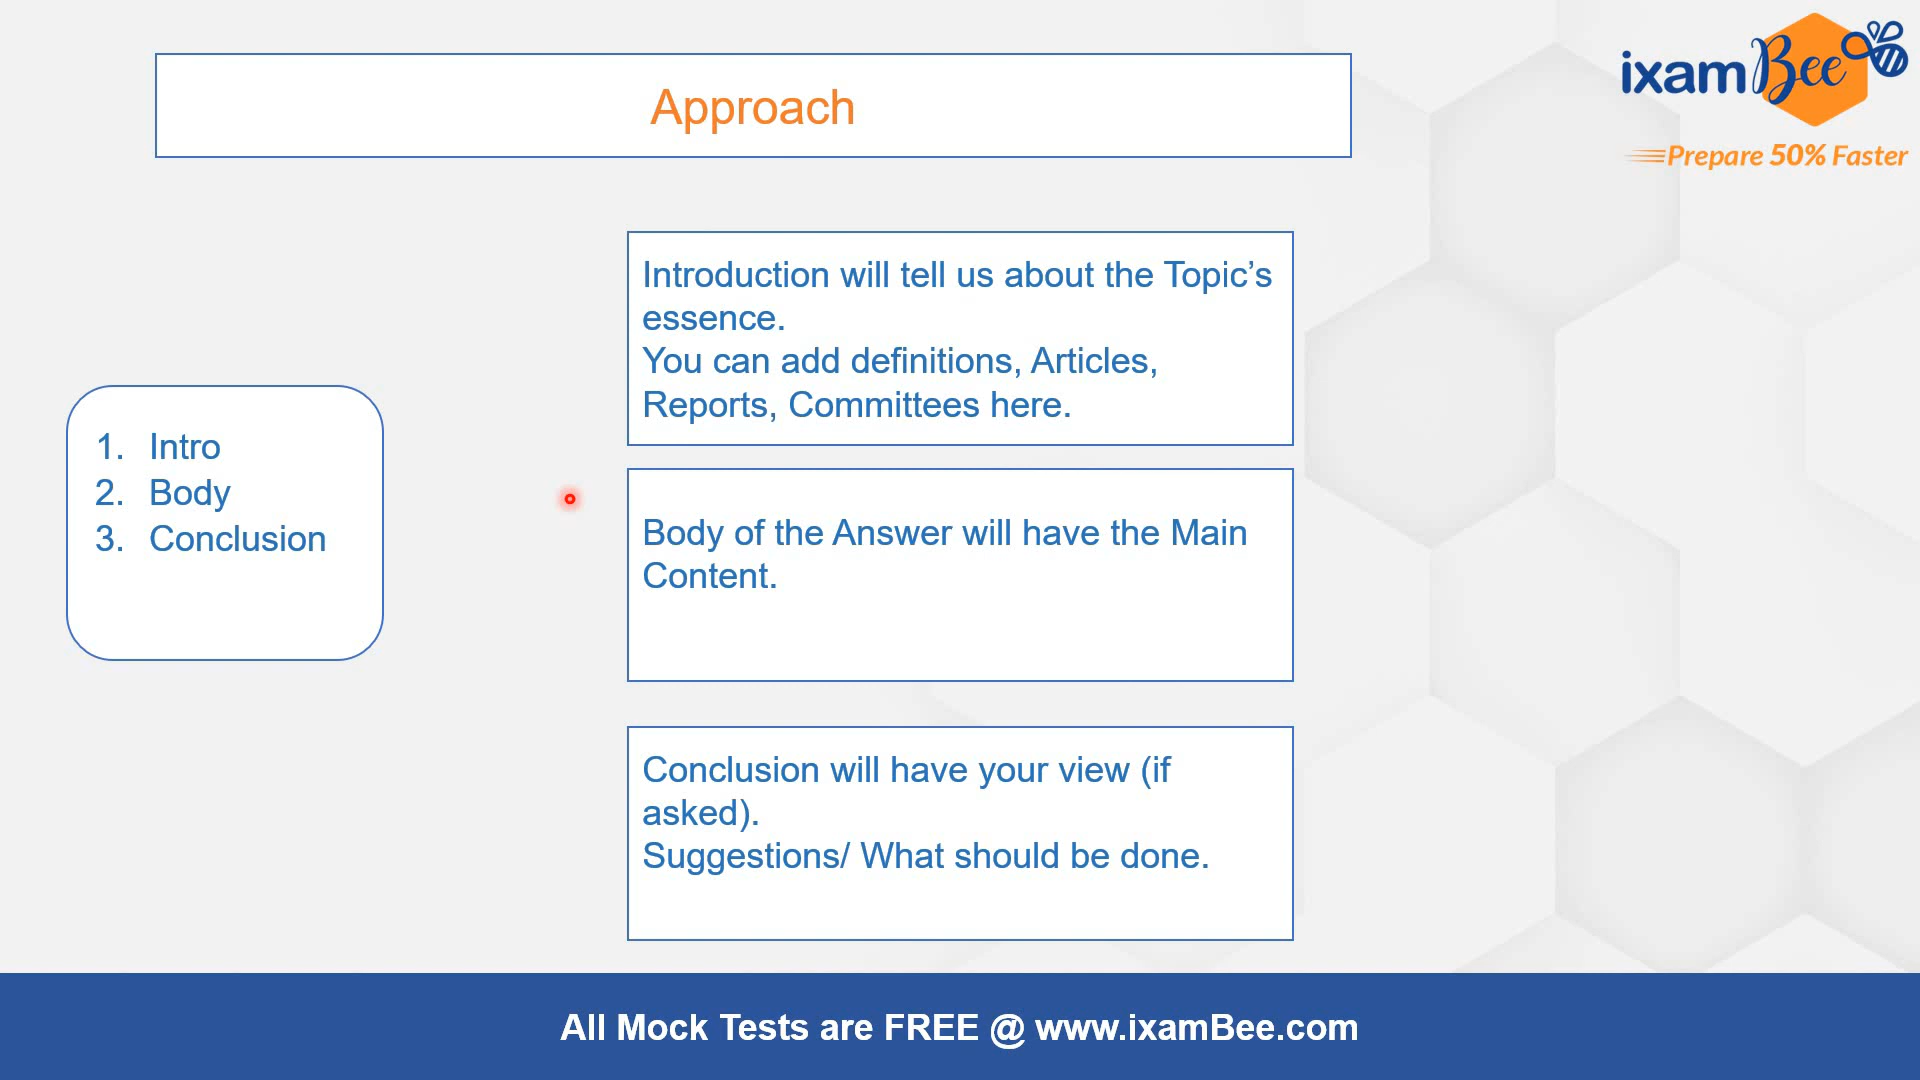 Approach
ixamBee
Prepare 50% Faster
1. Intro
2. Body
3. Conclusion
Introduction will tell us about the Topic’s
essence.
You can add definitions, Articles,
Reports, Committees here.
Body of the Answer will have the Main
Content.
Conclusion will have your view (if
asked).
Suggestions/ What should be done.
All Mock Tests are FREE @ www.ixamBee.com